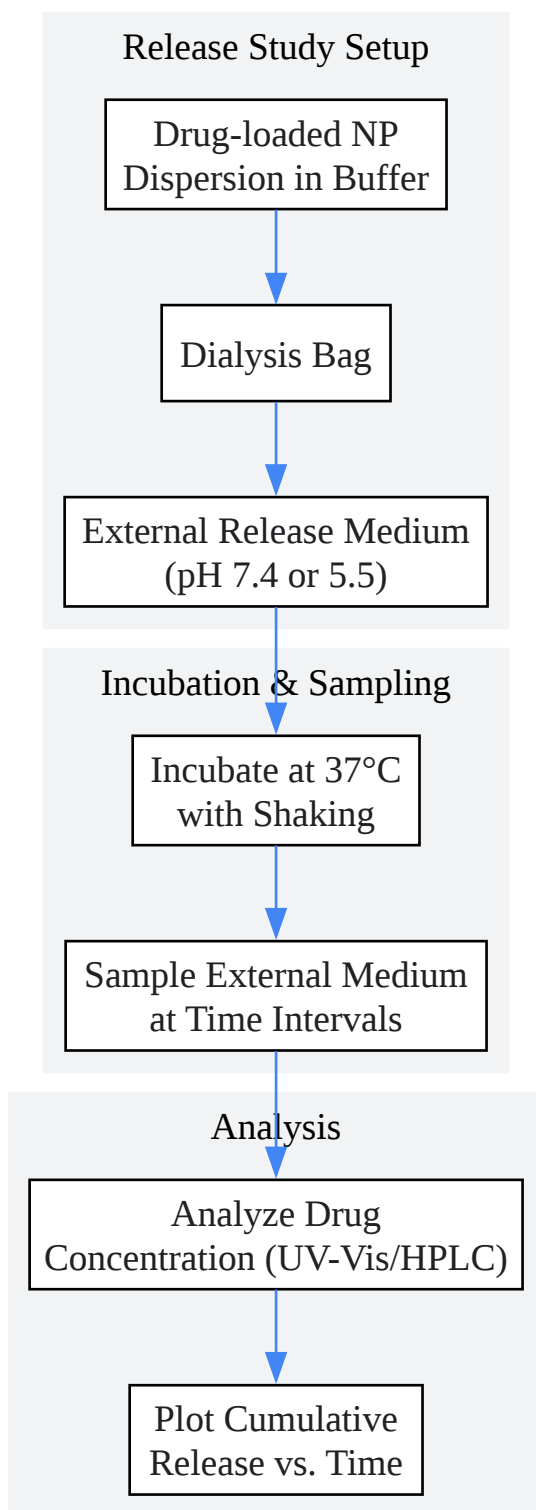 Release Study Setup
Drug-loaded NP
Dispersion in Buffer
Dialysis Bag
External Release Medium
(pH 7.4 or 5.5)
Incubation & Sampling
Incubate at 37°C
with Shaking
Sample External Medium
at Time Intervals
Analysis
Analyze Drug
Concentration (UV-Vis/HPLC)
Plot Cumulative
Release vs. Time